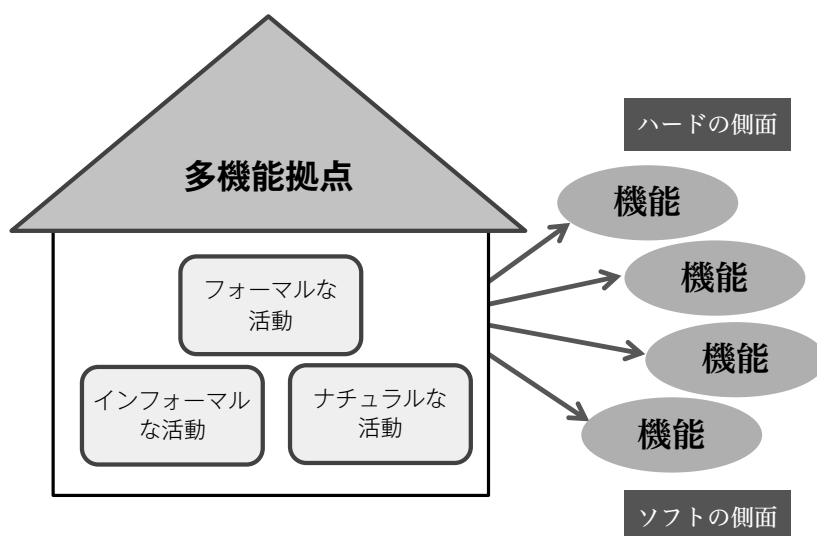 多機能拠点
フォーマルな
活動
インフォーマル
な活動
ナチュラルな
活動
ハードの側面
機能
機能
機能
機能
ソフトの側面